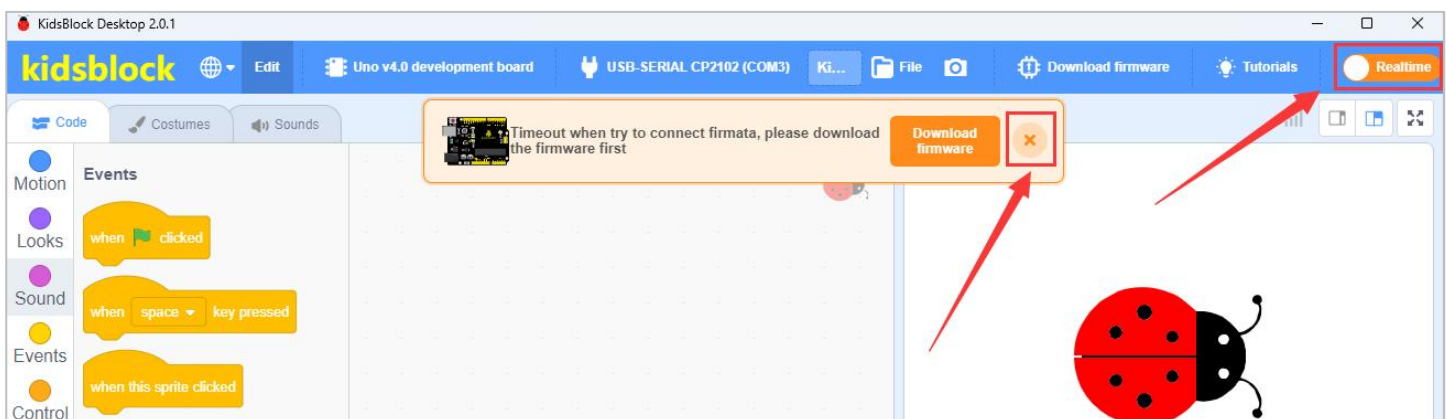 KidsBlock Desktop 2.0.1
kidsblock Edit Uno v4.0 development board USB-SERIAL CP2102 (COM3) Ki... File Download firmware Tutorials Realtime
Code Costumes Sounds
Timeout when try to connect firmata, please download
the firmware first
Download
firmware
Motion
Looks
Sound
Events
Control
Events
when clicked
when space key pressed
when this sprite clicked